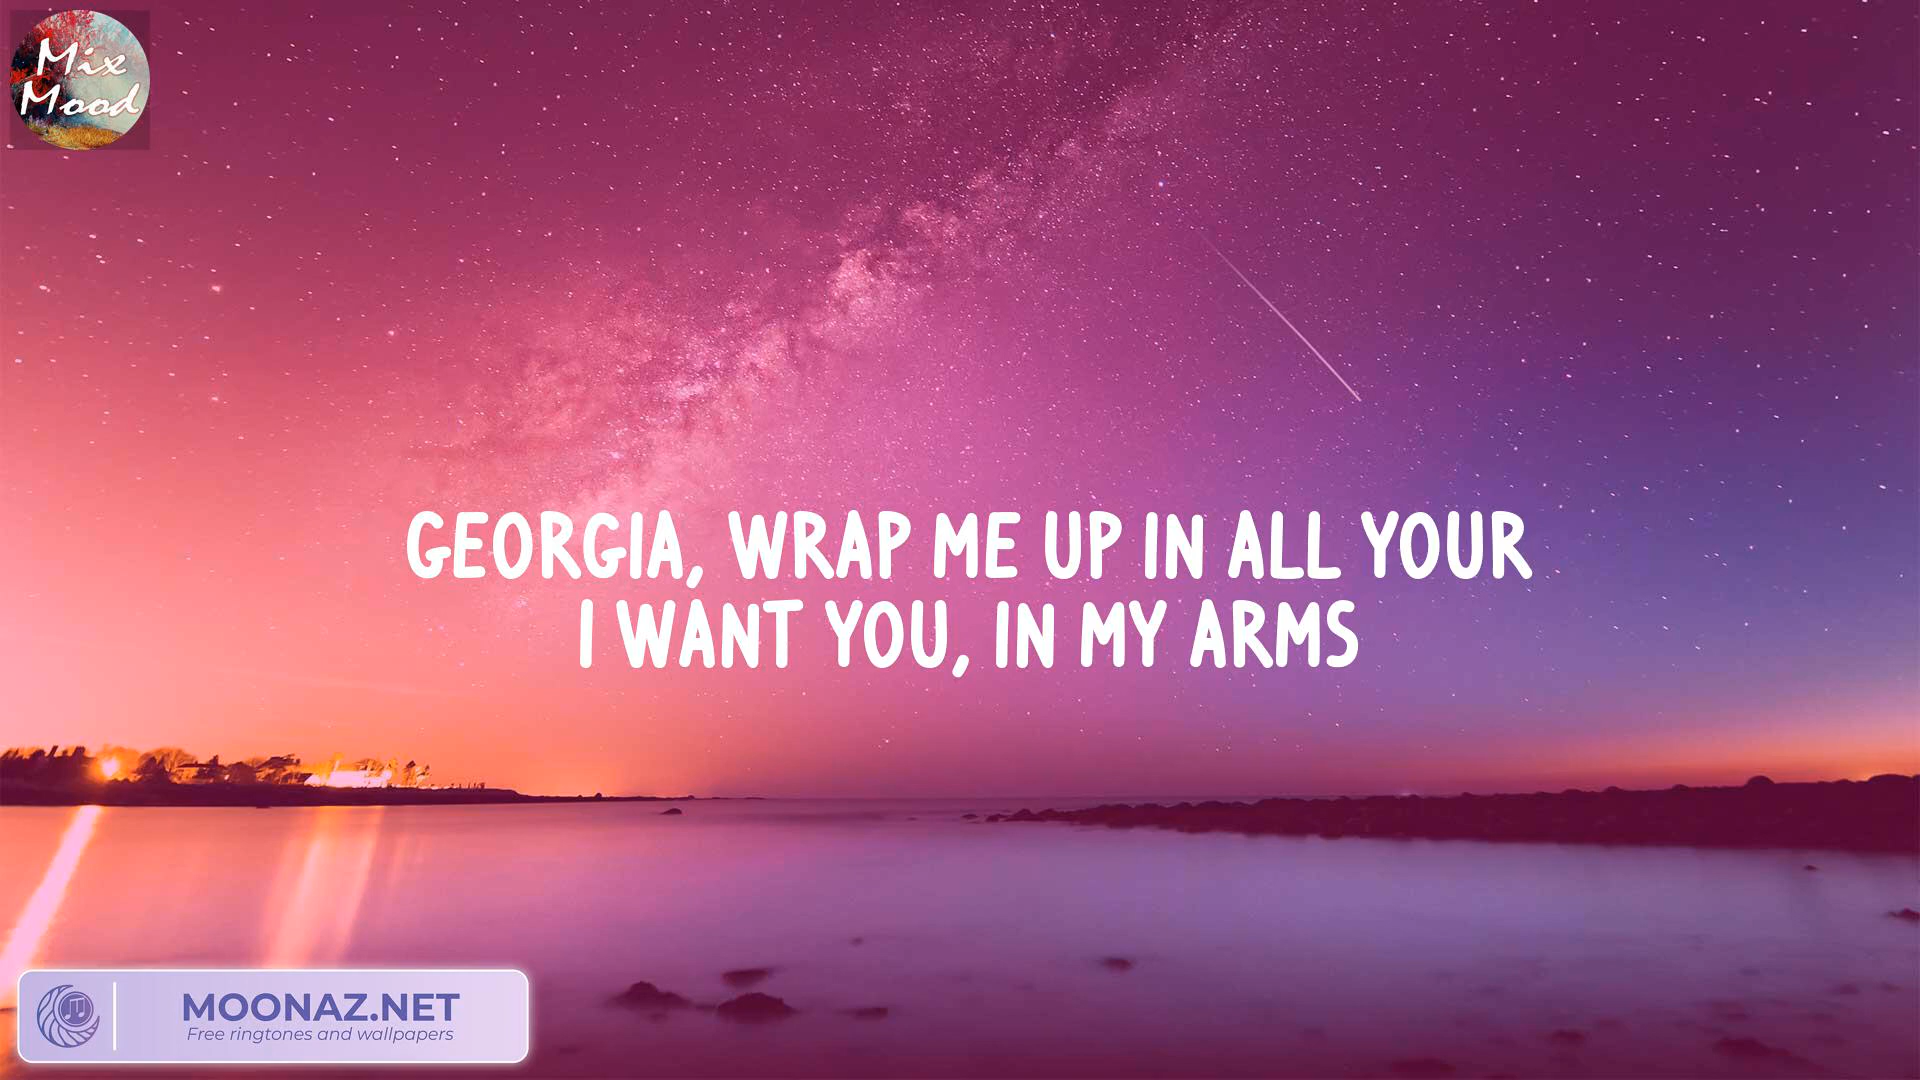 Mix
Mood
GEORGIA, WRAP ME UP IN ALL YOUR
I WANT YOU, IN MY ARMS
MOONAZ.NET
Free ringtones and wallpapers